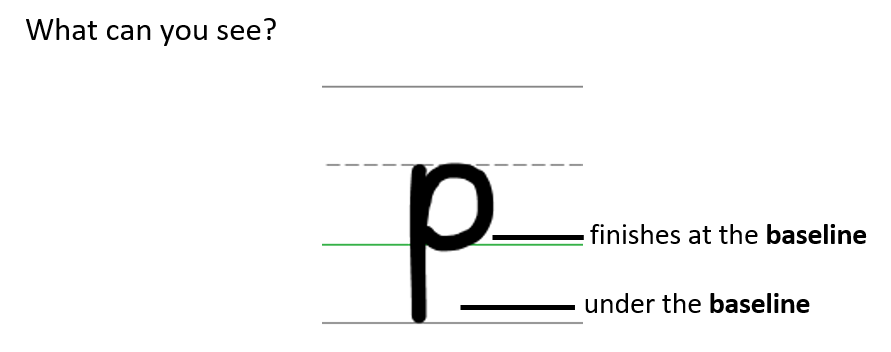 What can you see?
p
finishes at the baseline
under the baseline